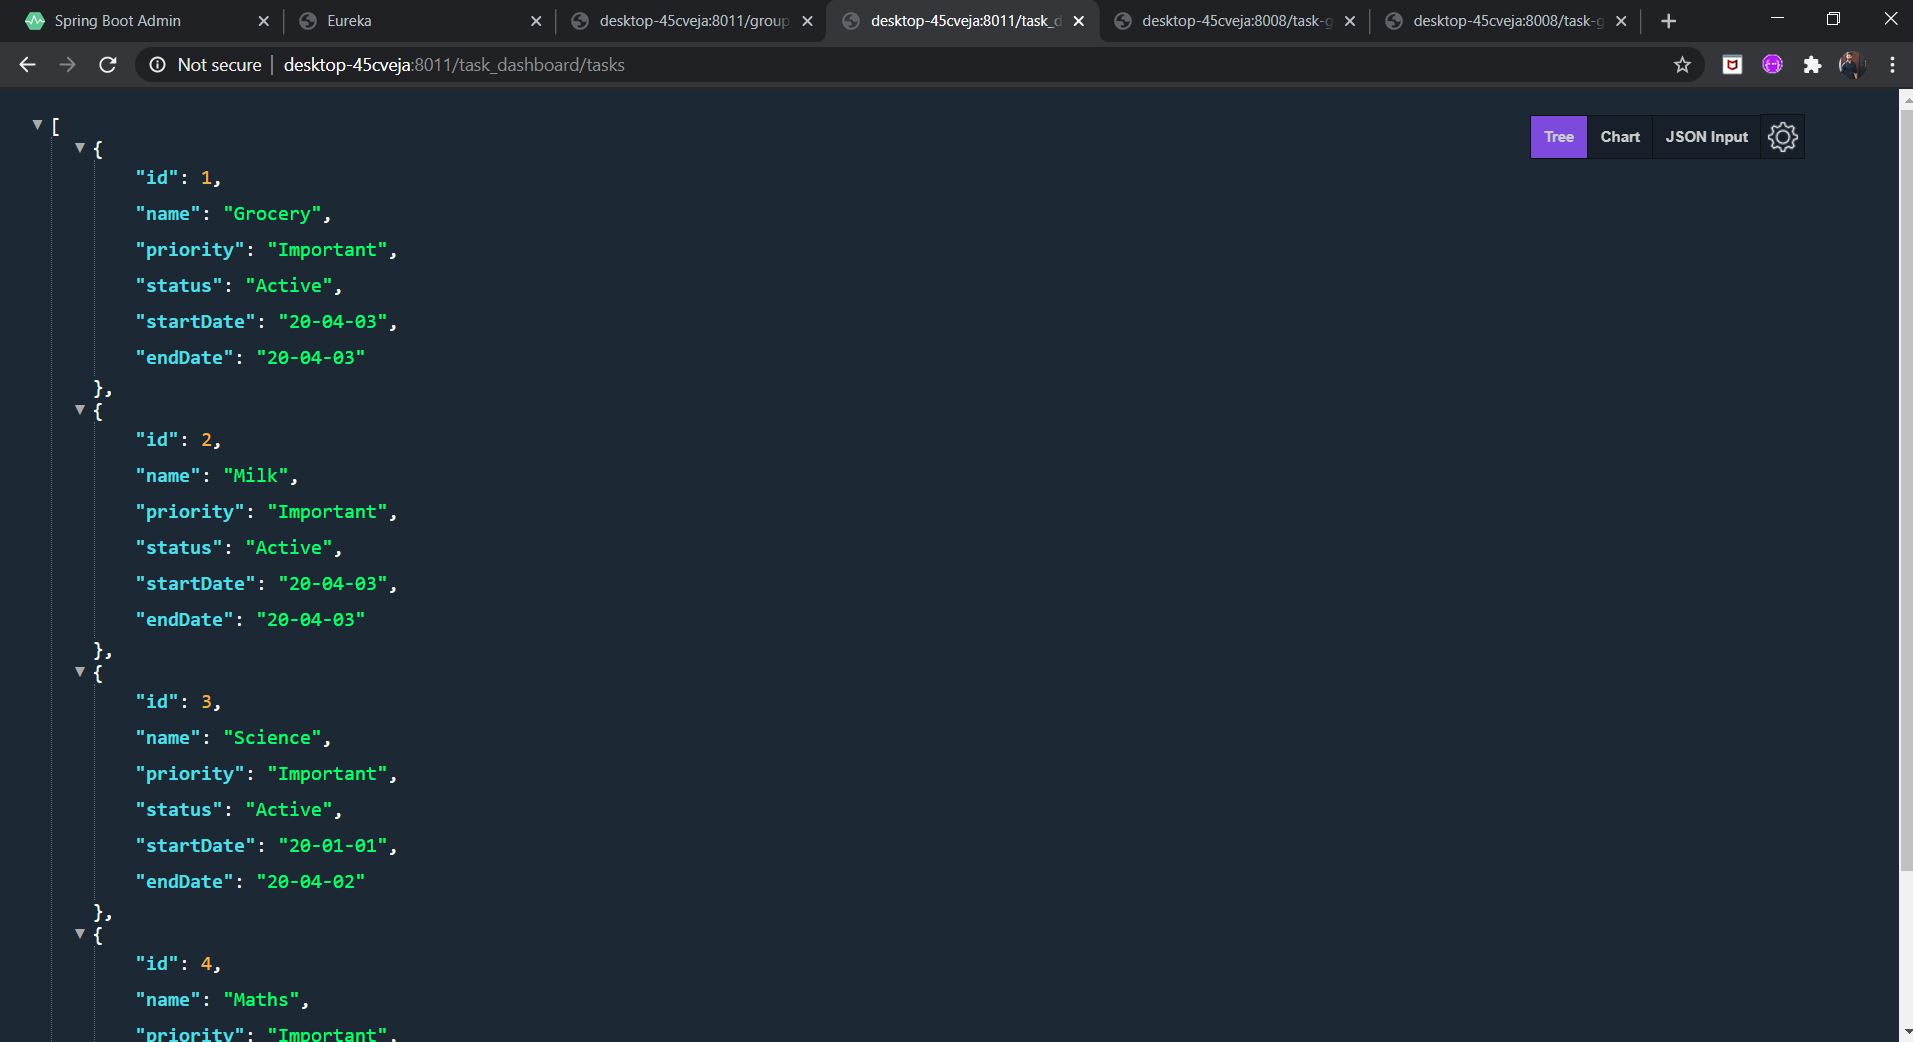 Spring Boot Admin
Eureka
desktop-45cveja:8011/group
desktop-45cveja:8011/task_d
desktop-45cveja:8008/task-g
desktop-45cveja:8008/task-g
Not secure | desktop-45cveja:8011/task_dashboard/tasks
Tree Chart JSON Input
[
{
"id": 1,
"name": "Grocery",
"priority": "Important",
"status": "Active",
"startDate": "20-04-03",
"endDate": "20-04-03"
},
{
"id": 2,
"name": "Milk",
"priority": "Important",
"status": "Active",
"startDate": "20-04-03",
"endDate": "20-04-03"
},
{
"id": 3,
"name": "Science",
"priority": "Important",
"status": "Active",
"startDate": "20-01-01",
"endDate": "20-04-02"
},
{
"id": 4,
"name": "Maths",
"priority": "Important",